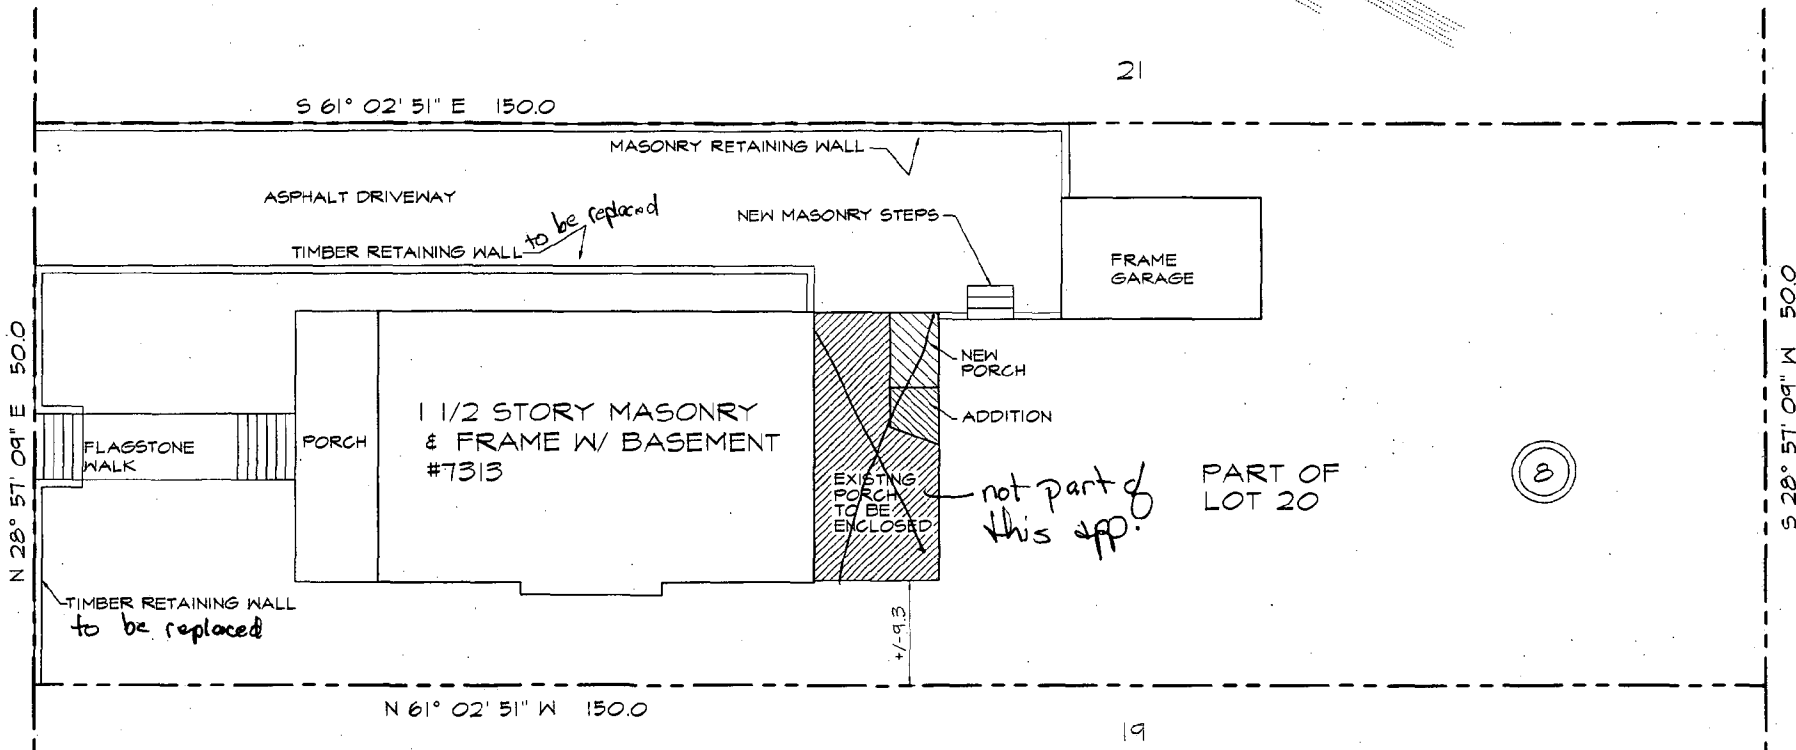 21
S 61° 02' 51" E 150.0
MASONRY RETAINING WALL
ASPHALT DRIVEWAY
to be replaced
NEW MASONRY STEPS
TIMBER RETAINING WALL
FRAME
GARAGE
N 28° 57' 09" E 50.0
S 28° 57' 09" W 50.0
NEW
PORCH
ADDITION
1 1/2 STORY MASONRY
& FRAME W/ BASEMENT
#7313
PORCH
FLAGSTONE
WALK
EXISTING
PORCH
TO BE
ENCLOSED
not part of
this app.
PART OF
LOT 20
8
TIMBER RETAINING WALL
to be replaced
+/-9.3
N 61° 02' 51" W 150.0
19